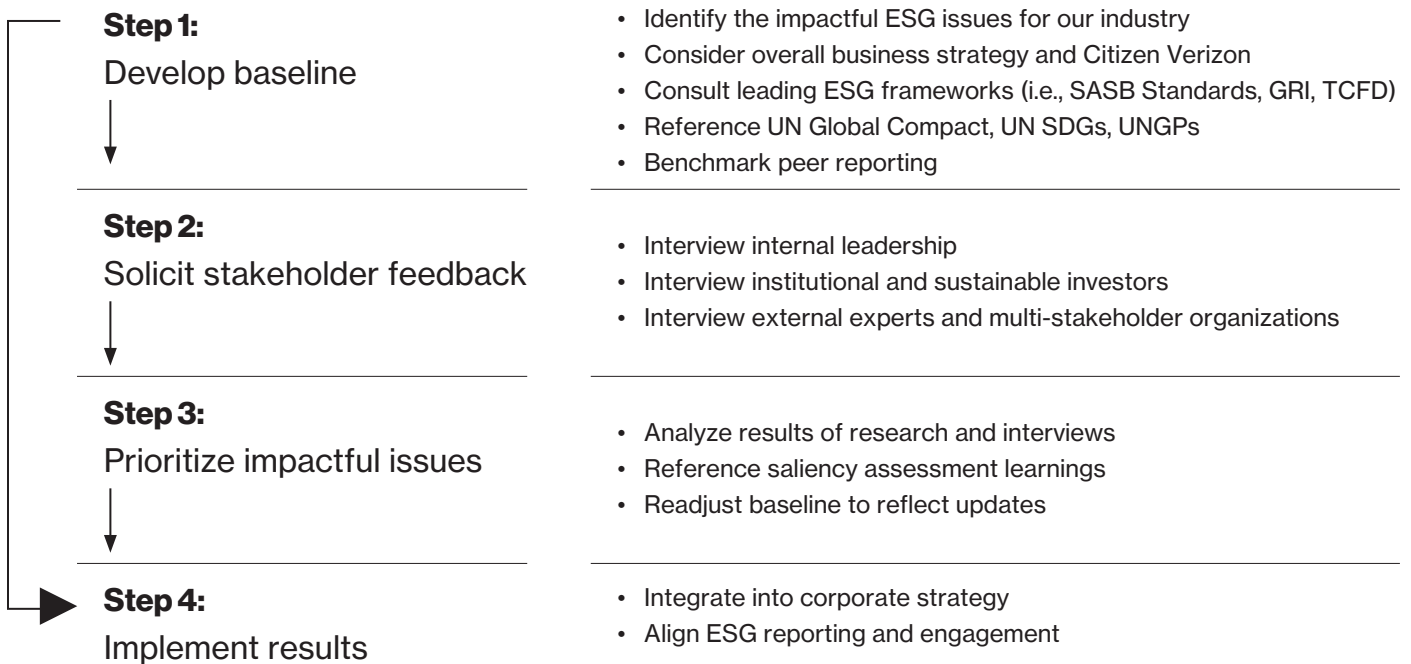 Step 1:
Develop baseline
• Identify the impactful ESG issues for our industry
• Consider overall business strategy and Citizen Verizon
• Consult leading ESG frameworks (i.e., SASB Standards, GRI, TCFD)
• Reference UN Global Compact, UN SDGs, UNGPs
• Benchmark peer reporting
Step 2:
Solicit stakeholder feedback
• Interview internal leadership
• Interview institutional and sustainable investors
• Interview external experts and multi-stakeholder organizations
Step 3:
Prioritize impactful issues
• Analyze results of research and interviews
• Reference saliency assessment learnings
• Readjust baseline to reflect updates
Step 4:
Implement results
• Integrate into corporate strategy
• Align ESG reporting and engagement